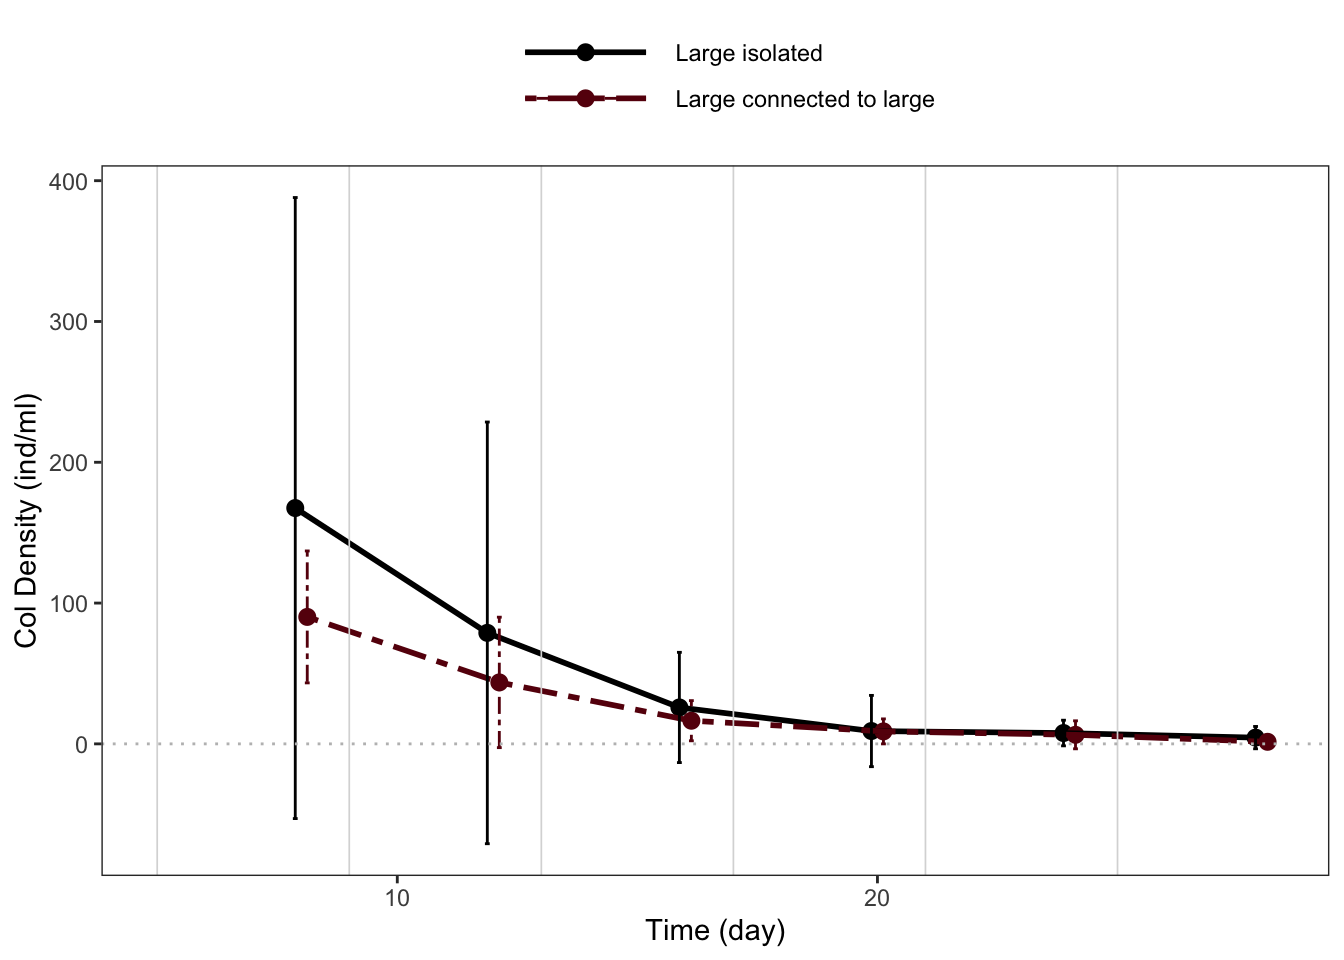 Large isolated
Large connected to large
400
300
200
100
0
Col Density (ind/ml)
10 20
Time (day)